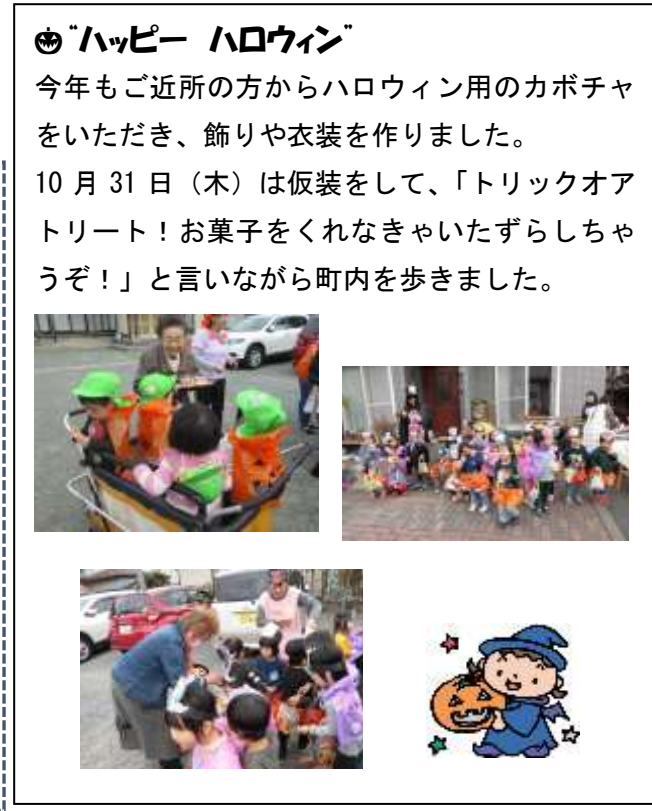 🎃“ハッピー　ハロウィン”
今年もご近所の方からハロウィン用のカボチャ
をいただき、飾りや衣装を作りました。
10 月 31 日（木）は仮装をして、「トリックオア
トリート！お菓子をくれなきゃいたずらしちゃ
うぞ！」と言いながら町内を歩きました。